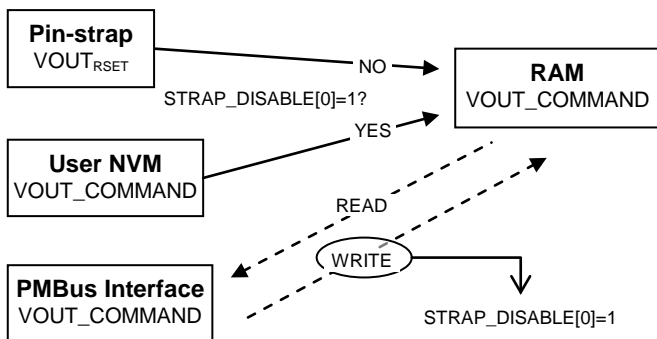 Pin-strap
VOUTRSET
NO
RAM
VOUT_COMMAND
STRAP_DISABLE[0]=1?
YES
User NVM
VOUT_COMMAND
READ
WRITE
PMBus Interface
VOUT_COMMAND
STRAP_DISABLE[0]=1